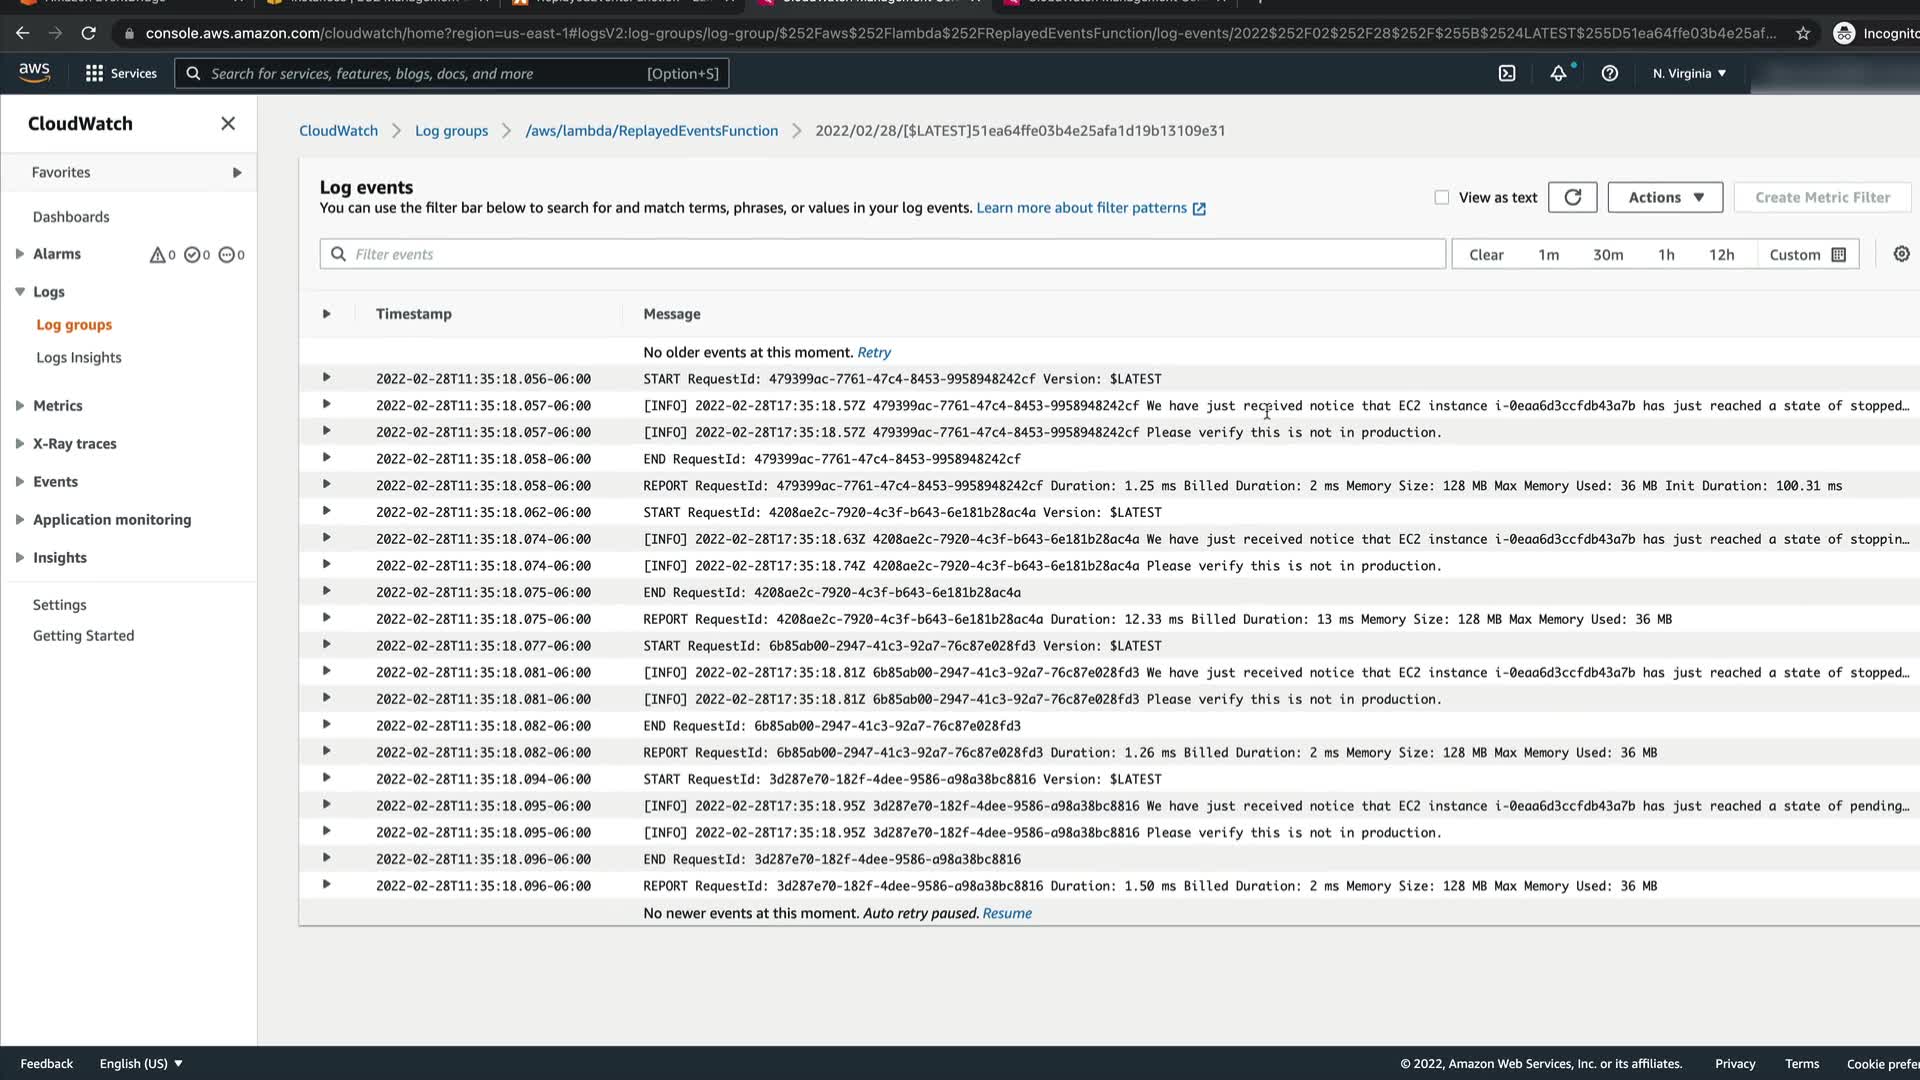 console.aws.amazon.com/cloudwatch/home?region=us-east-1#logsV2:log-groups/log-group/$252Faws$252Flambda$252FReplayedEventsFunction/log-events/2022$252F02$252F28$252F$255B$2524LATEST$255D51ea64ffe03b4e25af...
Incognito
aws
Services
Search for services, features, blogs, docs, and more
[Option+S]
N. Virginia
CloudWatch
Favorites
Dashboards
Alarms
0
0
0
Logs
Log groups
Logs Insights
Metrics
X-Ray traces
Events
Application monitoring
Insights
Settings
Getting Started
CloudWatch
Log groups
/aws/lambda/ReplayedEventsFunction
2022/02/28/[$LATEST]51ea64ffe03b4e25afa1d19b13109e31
Log events
You can use the filter bar below to search for and match terms, phrases, or values in your log events. Learn more about filter patterns
View as text
Actions
Create Metric Filter
Filter events
Clear 1m 30m 1h 12h Custom
Timestamp Message
No older events at this moment. Retry
2022-02-28T11:35:18.056-06:00 START RequestId: 479399ac-7761-47c4-8453-9958948242cf Version: $LATEST
2022-02-28T11:35:18.057-06:00 [INFO] 2022-02-28T17:35:18.57Z 479399ac-7761-47c4-8453-9958948242cf We have just received notice that EC2 instance i-0eaa6d3ccfdb43a7b has just reached a state of stopped…
2022-02-28T11:35:18.057-06:00 [INFO] 2022-02-28T17:35:18.57Z 479399ac-7761-47c4-8453-9958948242cf Please verify this is not in production.
2022-02-28T11:35:18.058-06:00 END RequestId: 479399ac-7761-47c4-8453-9958948242cf
2022-02-28T11:35:18.058-06:00 REPORT RequestId: 479399ac-7761-47c4-8453-9958948242cf Duration: 1.25 ms Billed Duration: 2 ms Memory Size: 128 MB Max Memory Used: 36 MB Init Duration: 100.31 ms
2022-02-28T11:35:18.062-06:00 START RequestId: 4208ae2c-7920-4c3f-b643-6e181b28ac4a Version: $LATEST
2022-02-28T11:35:18.074-06:00 [INFO] 2022-02-28T17:35:18.63Z 4208ae2c-7920-4c3f-b643-6e181b28ac4a We have just received notice that EC2 instance i-0eaa6d3ccfdb43a7b has just reached a state of stoppin…
2022-02-28T11:35:18.074-06:00 [INFO] 2022-02-28T17:35:18.74Z 4208ae2c-7920-4c3f-b643-6e181b28ac4a Please verify this is not in production.
2022-02-28T11:35:18.075-06:00 END RequestId: 4208ae2c-7920-4c3f-b643-6e181b28ac4a
2022-02-28T11:35:18.075-06:00 REPORT RequestId: 4208ae2c-7920-4c3f-b643-6e181b28ac4a Duration: 12.33 ms Billed Duration: 13 ms Memory Size: 128 MB Max Memory Used: 36 MB
2022-02-28T11:35:18.077-06:00 START RequestId: 6b85ab00-2947-41c3-92a7-76c87e028fd3 Version: $LATEST
2022-02-28T11:35:18.081-06:00 [INFO] 2022-02-28T17:35:18.81Z 6b85ab00-2947-41c3-92a7-76c87e028fd3 We have just received notice that EC2 instance i-0eaa6d3ccfdb43a7b has just reached a state of stopped…
2022-02-28T11:35:18.081-06:00 [INFO] 2022-02-28T17:35:18.81Z 6b85ab00-2947-41c3-92a7-76c87e028fd3 Please verify this is not in production.
2022-02-28T11:35:18.082-06:00 END RequestId: 6b85ab00-2947-41c3-92a7-76c87e028fd3
2022-02-28T11:35:18.082-06:00 REPORT RequestId: 6b85ab00-2947-41c3-92a7-76c87e028fd3 Duration: 1.26 ms Billed Duration: 2 ms Memory Size: 128 MB Max Memory Used: 36 MB
2022-02-28T11:35:18.094-06:00 START RequestId: 3d287e70-182f-4dee-9586-a98a38bc8816 Version: $LATEST
2022-02-28T11:35:18.095-06:00 [INFO] 2022-02-28T17:35:18.95Z 3d287e70-182f-4dee-9586-a98a38bc8816 We have just received notice that EC2 instance i-0eaa6d3ccfdb43a7b has just reached a state of pending…
2022-02-28T11:35:18.095-06:00 [INFO] 2022-02-28T17:35:18.95Z 3d287e70-182f-4dee-9586-a98a38bc8816 Please verify this is not in production.
2022-02-28T11:35:18.096-06:00 END RequestId: 3d287e70-182f-4dee-9586-a98a38bc8816
2022-02-28T11:35:18.096-06:00 REPORT RequestId: 3d287e70-182f-4dee-9586-a98a38bc8816 Duration: 1.50 ms Billed Duration: 2 ms Memory Size: 128 MB Max Memory Used: 36 MB
No newer events at this moment. Auto retry paused. Resume
Feedback
English (US)
© 2022, Amazon Web Services, Inc. or its affiliates.
Privacy
Terms
Cookie prefe